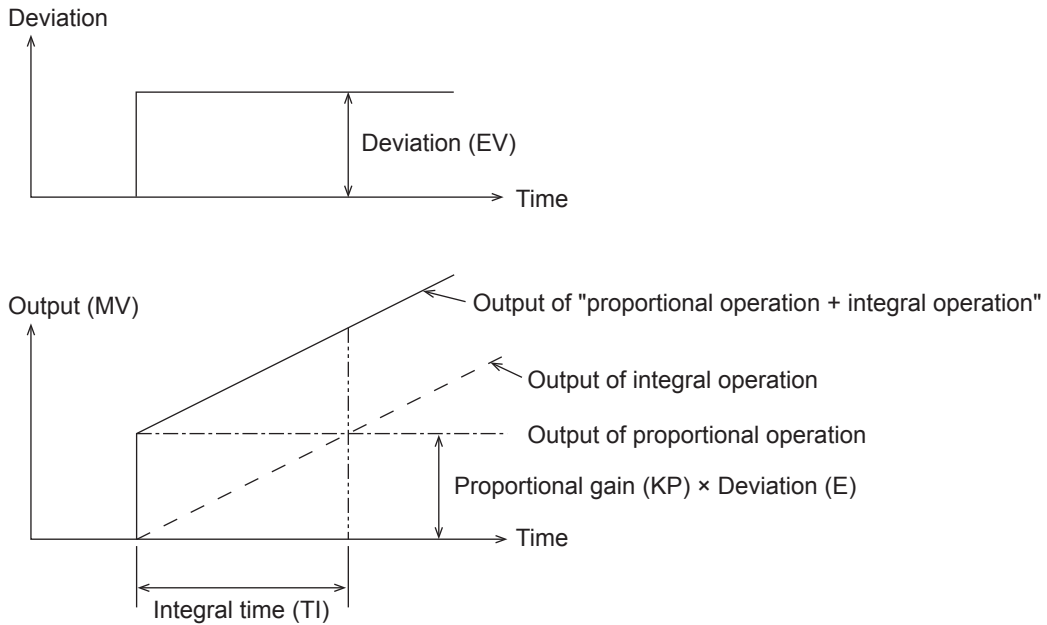 Deviation
Deviation (EV)
Time
Output (MV)
Output of "proportional operation + integral operation"
Output of integral operation
Output of proportional operation
Proportional gain (KP) × Deviation (E)
Time
Integral time (TI)